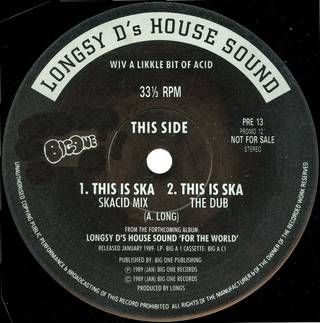 LONGSY D's HOUSE SOUND
WIV A LIKKLE BIT OF ACID
33⅓ RPM
THIS SIDE
PRE 13
PROMO 12"
NOT FOR SALE
STEREO
BIG ONE
1. THIS IS SKA 2. THIS IS SKA
SKACID MIX THE DUB
(A. LONG)
FROM THE FORTHCOMING ALBUM
LONGSY D'S HOUSE SOUND 'FOR THE WORLD'
RELEASED JANUARY 1989. LP: BIG A 1 (CASSETTE: BIG A C1)
PUBLISHED BY: BIG ONE PUBLISHING
Ⓟ 1989 (JAN) BIG ONE RECORDS
© 1989 (JAN) BIG ONE RECORDS
PRODUCED BY LONGS
UNAUTHORISED COPYING PUBLIC PERFORMANCE & BROADCASTING OF THIS RECORD PROHIBITED ALL RIGHTS OF THE MANUFACTURER & OF THE OWNER OF THE RECORDED WORK RESERVED